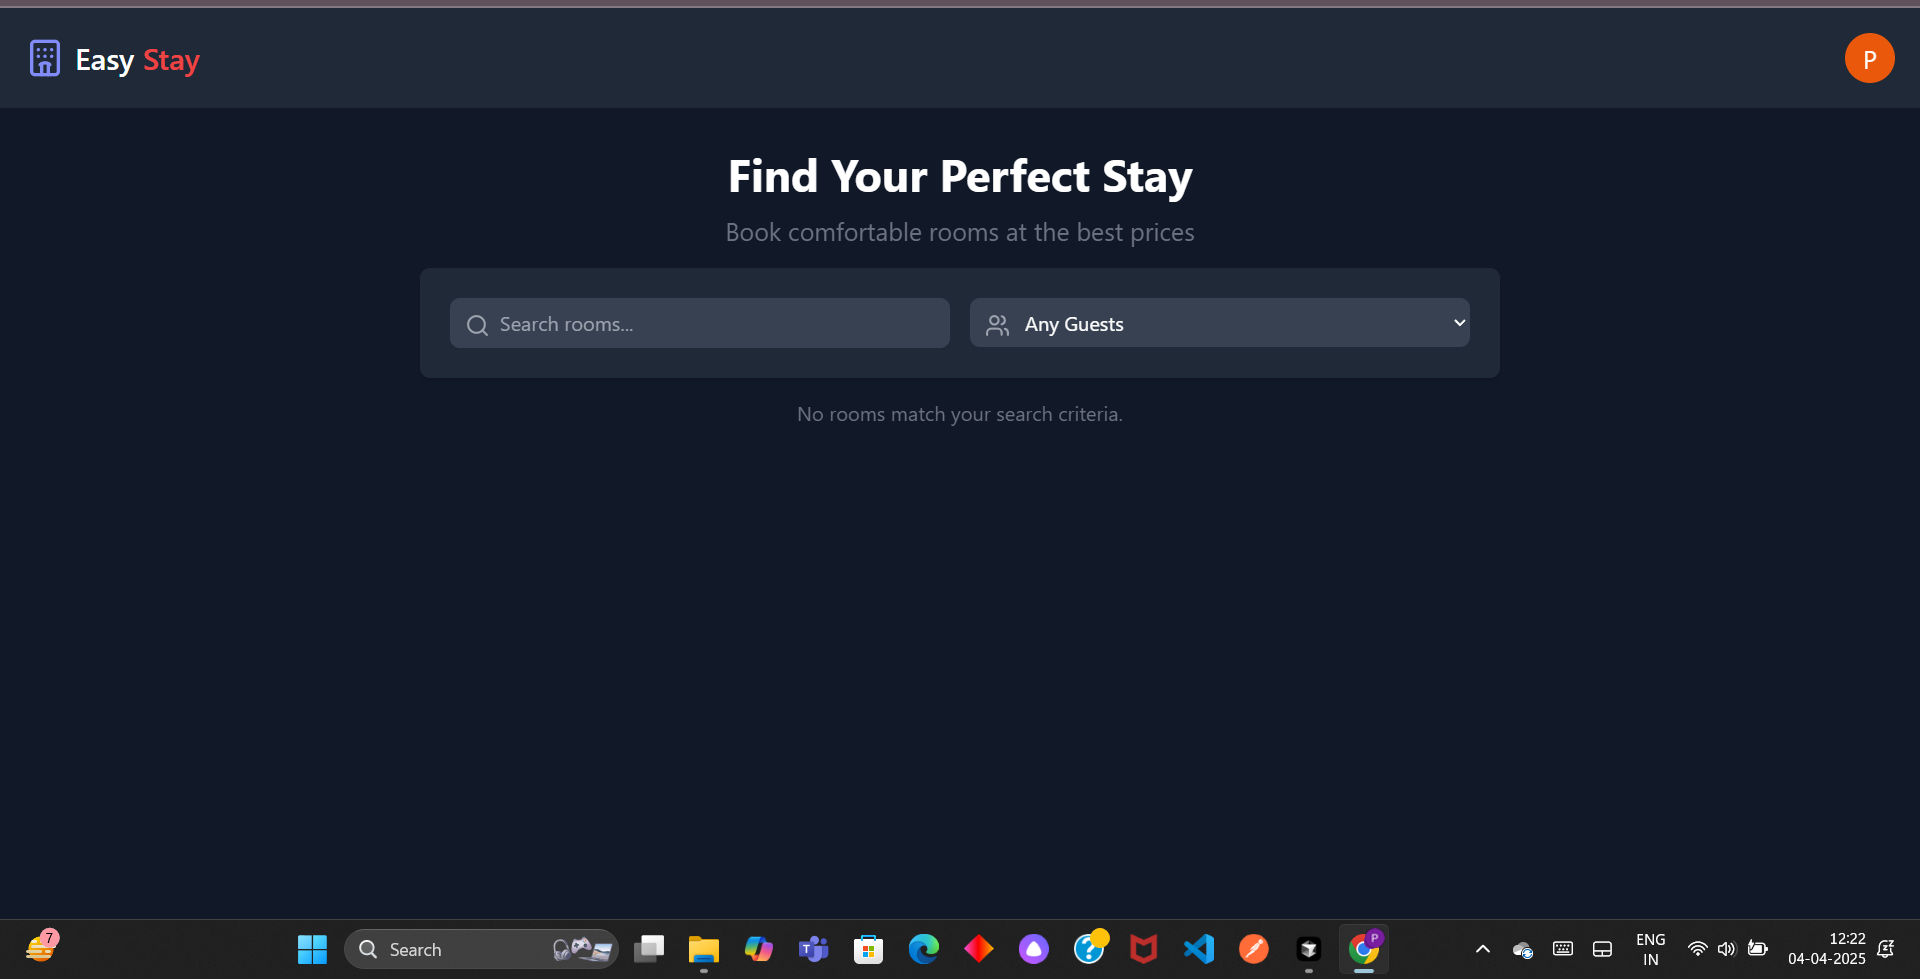 Easy Stay
P
Find Your Perfect Stay
Book comfortable rooms at the best prices
Search rooms...
Any Guests
No rooms match your search criteria.
7
Search
T
?
P
ENG
IN
12:22
04-04-2025